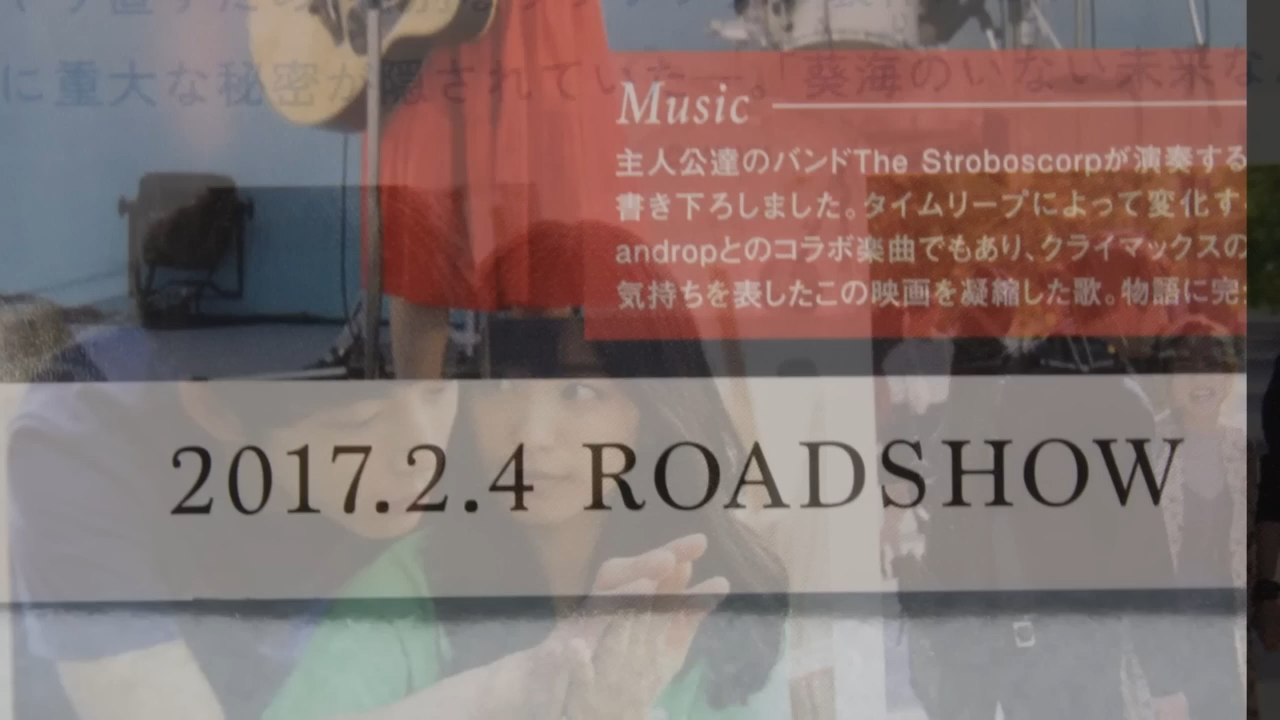 に重大な秘密が隠されていた―。「葵海のいない未来な
Music
主人公達のバンドThe Stroboscorpが演奏する
書き下ろしました。タイムリープによって変化す
andropとのコラボ楽曲でもあり、クライマックスの
気持ちを表したこの映画を凝縮した歌。物語に完
2017.2.4 ROADSHOW